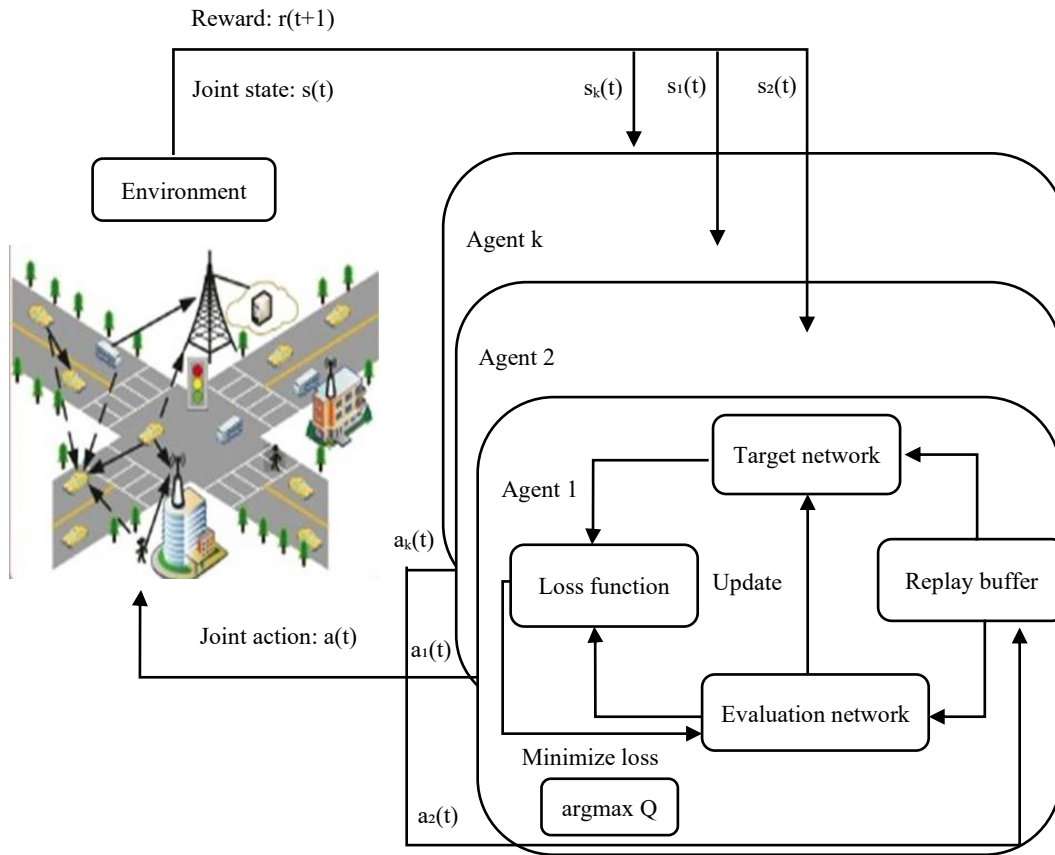 Reward: r(t+1)
Joint state: s(t)
sₖ(t)
s₁(t)
s₂(t)
Environment
Agent k
Agent 2
Agent 1
Target network
Loss function
Update
Replay buffer
aₖ(t)
Joint action: a(t)
a₁(t)
Evaluation network
Minimize loss
argmax Q
a₂(t)